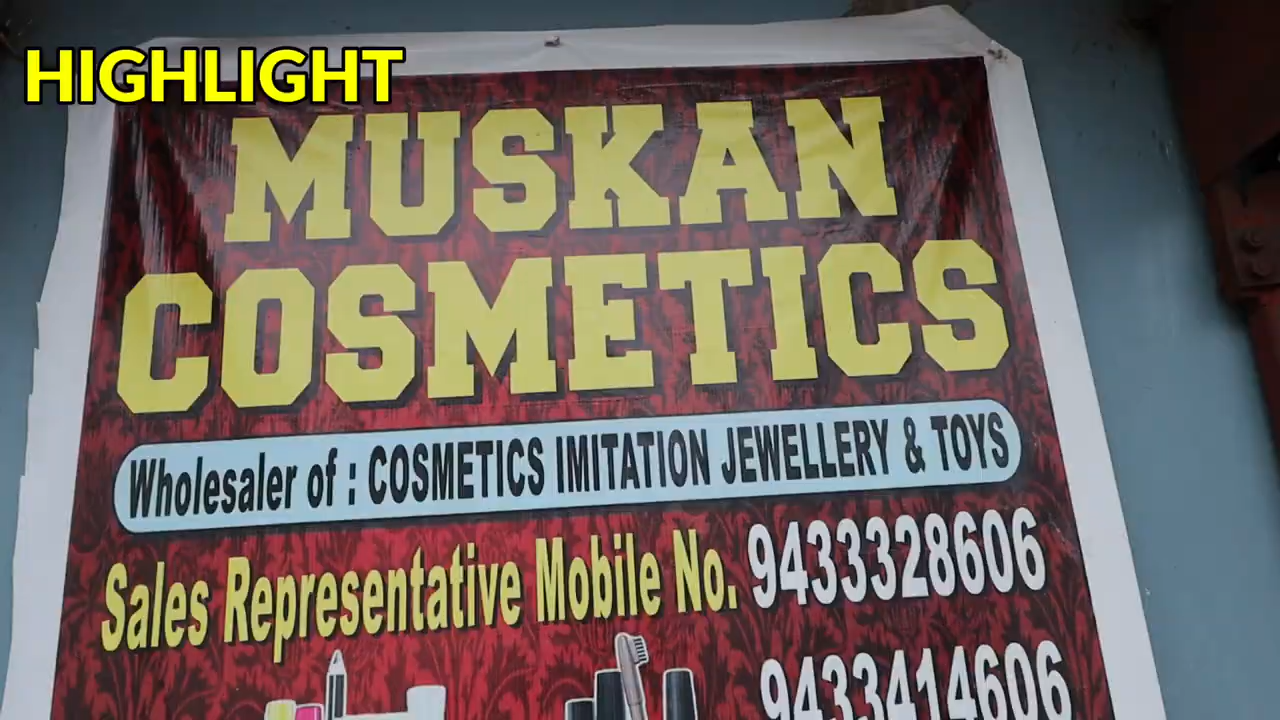 HIGHLIGHT
MUSKAN
COSMETICS
Wholesaler of : COSMETICS IMITATION JEWELLERY & TOYS
Sales Representative Mobile No. 9433328606
9433414606